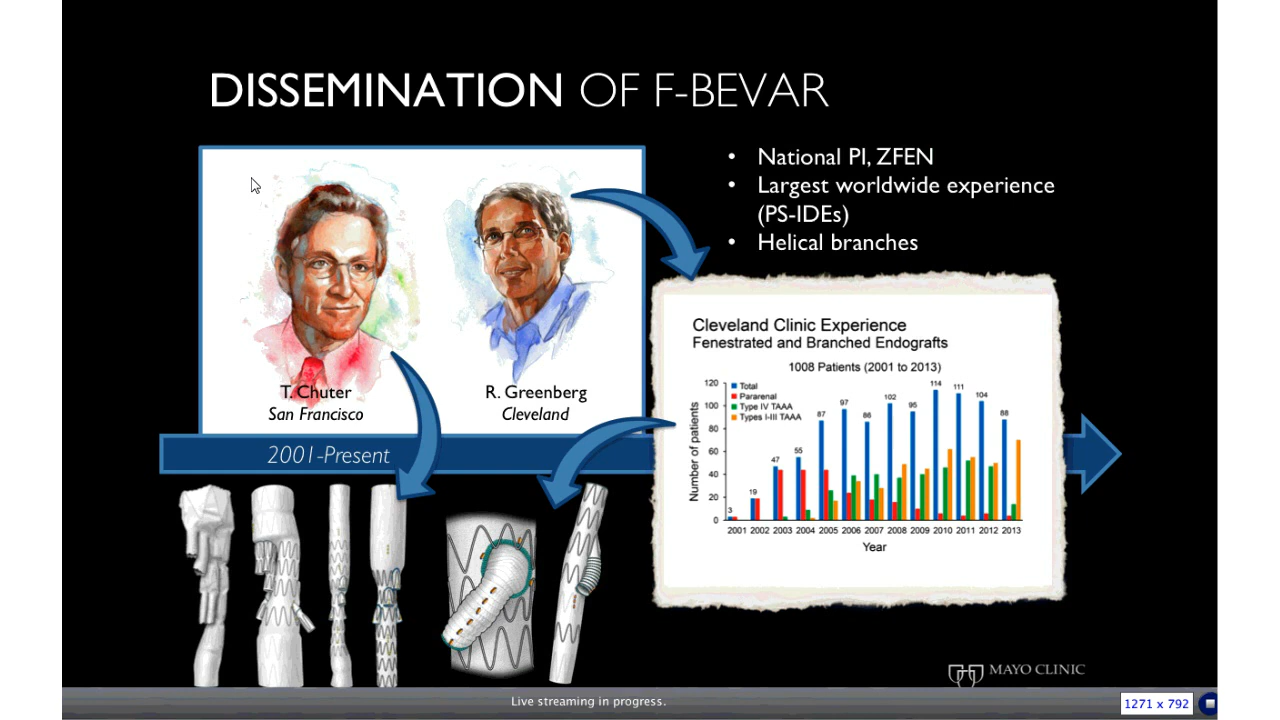 DISSEMINATION OF F-BEVAR
• National PI, ZFEN
• Largest worldwide experience
(PS-IDEs)
• Helical branches
T. Chuter
San Francisco
R. Greenberg
Cleveland
2001-Present
Cleveland Clinic Experience
Fenestrated and Branched Endografts
1008 Patients (2001 to 2013)
Total
Pararenal
Type IV TAAA
Types I-III TAAA
Number of patients
120
100
80
60
40
20
0
3
19
47
55
87
97
86
102
95
114
111
104
88
2001 2002 2003 2004 2005 2006 2007 2008 2009 2010 2011 2012 2013
Year
MAYO CLINIC
Live streaming in progress.
1271 x 792